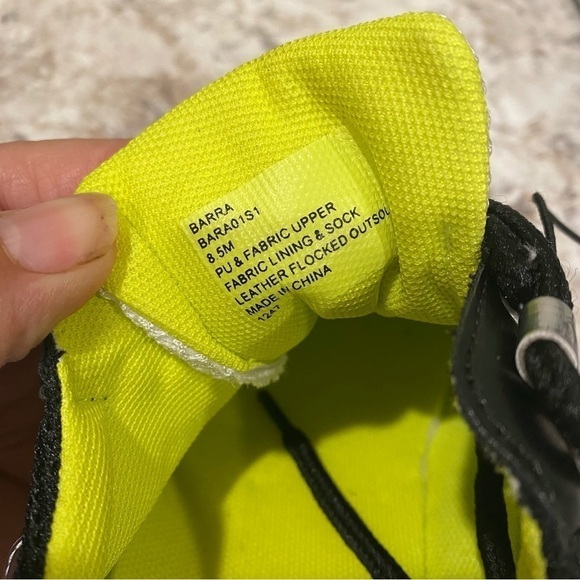 BARRA
BARA01S1
8.5M
PU & FABRIC UPPER
FABRIC LINING & SOCK
LEATHER FLOCKED OUTSOL
MADE IN CHINA